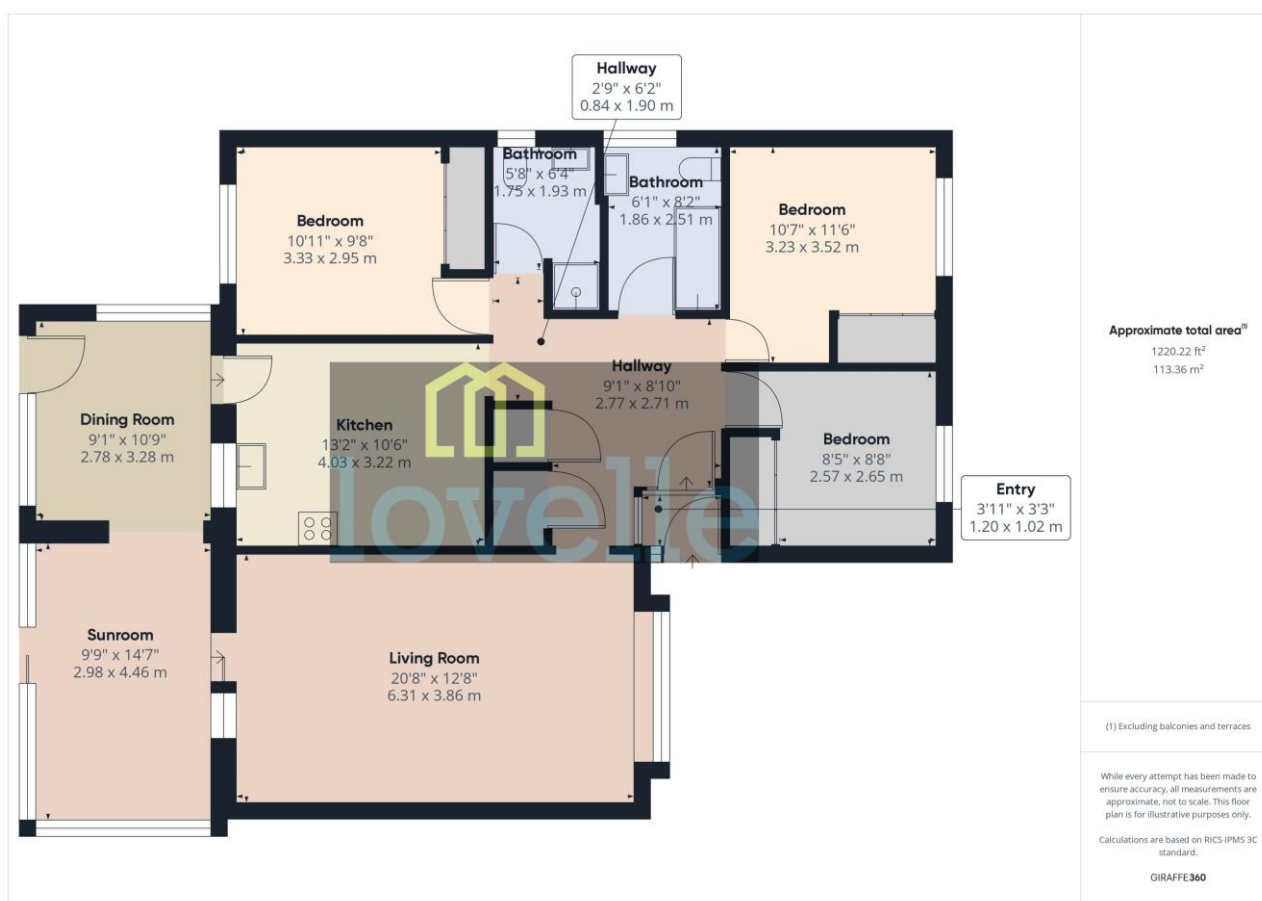 Hallway
2'9" x 6'2"
0.84 x 1.90 m
Bathroom
5'8" x 6'4"
1.75 x 1.93 m
Bathroom
6'1" x 8'2"
1.86 x 2.51 m
Bedroom
10'11" x 9'8"
3.33 x 2.95 m
Bedroom
10'7" x 11'6"
3.23 x 3.52 m
Approximate total area(1)
1220.22 ft²
113.36 m²
Hallway
9'1" x 8'10"
2.77 x 2.71 m
Dining Room
9'1" x 10'9"
2.78 x 3.28 m
Kitchen
13'2" x 10'6"
4.03 x 3.22 m
Bedroom
8'5" x 8'8"
2.57 x 2.65 m
lovelle
Entry
3'11" x 3'3"
1.20 x 1.02 m
Sunroom
9'9" x 14'7"
2.98 x 4.46 m
Living Room
20'8" x 12'8"
6.31 x 3.86 m
(1) Excluding balconies and terraces
While every attempt has been made to
ensure accuracy, all measurements are
approximate, not to scale. This floor
plan is for illustrative purposes only.
Calculations are based on RICS IPMS 3C
standard.
GIRAFFE360